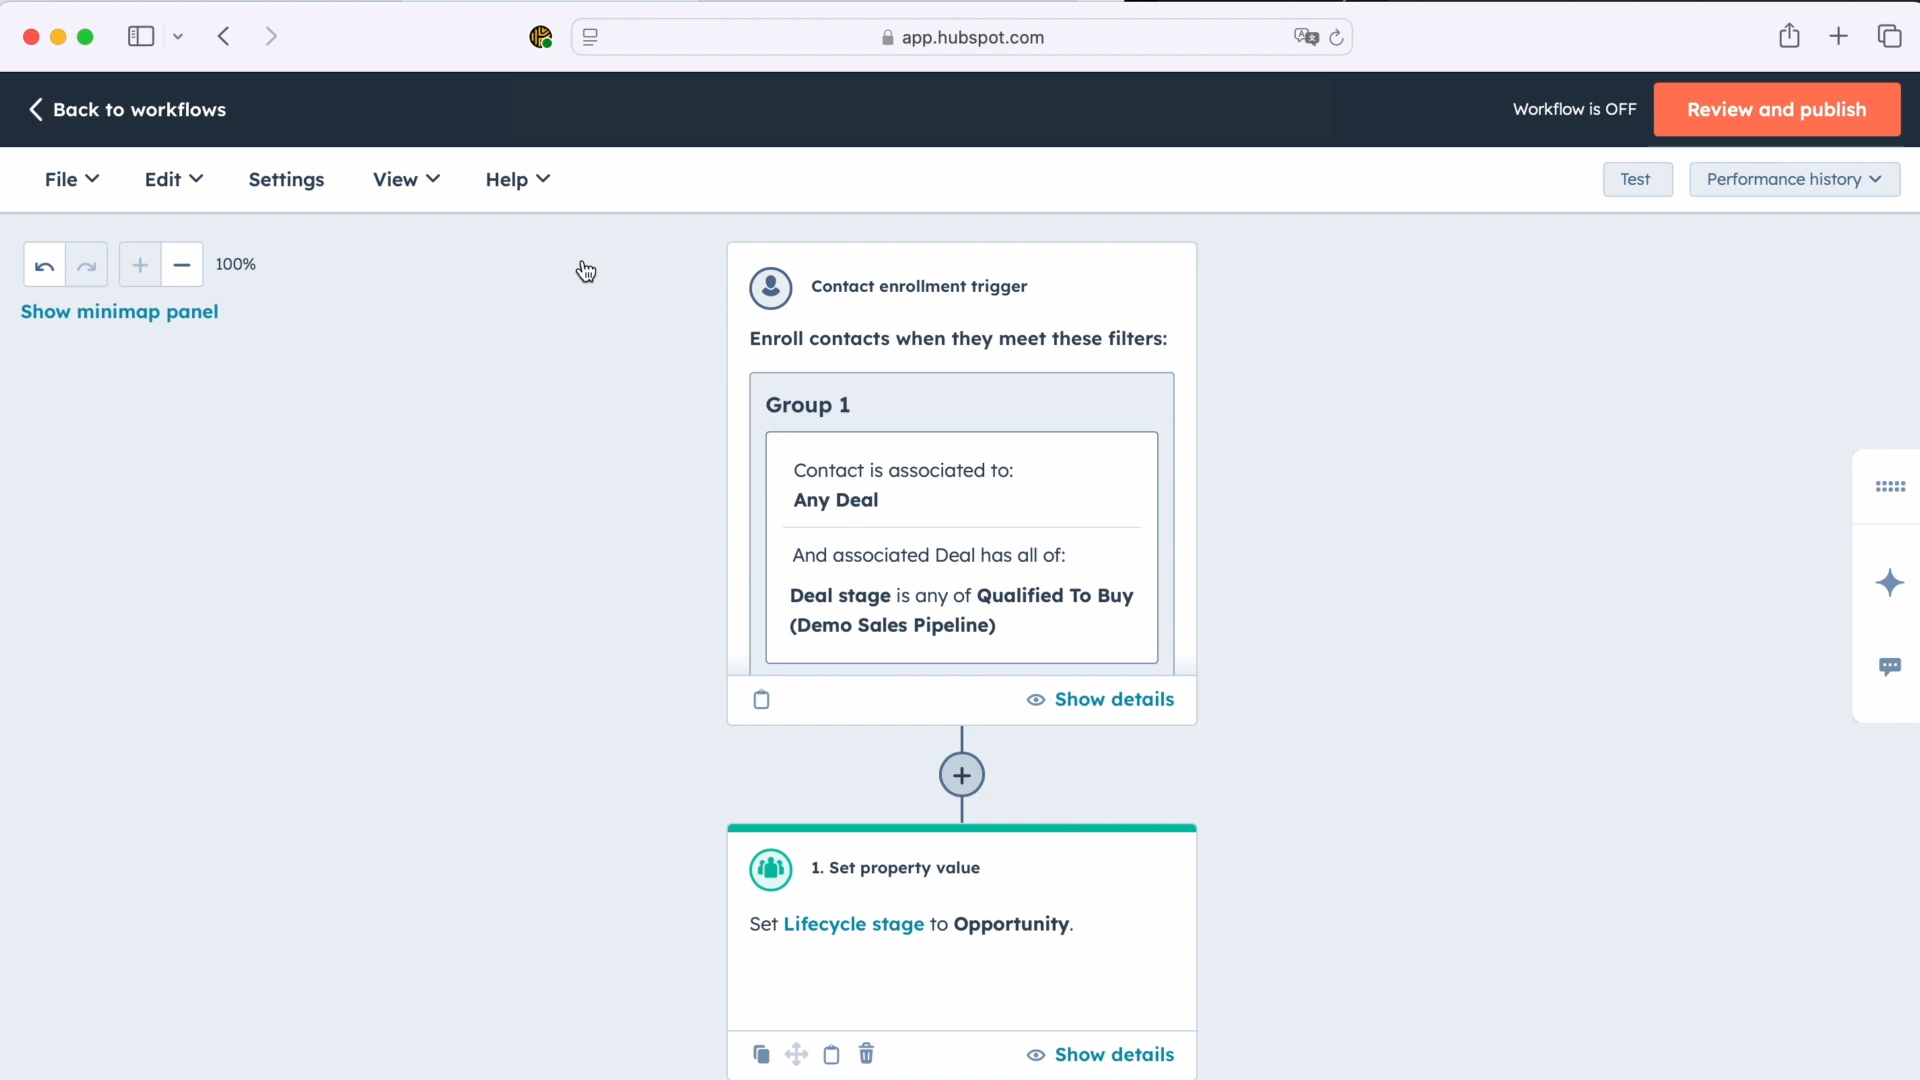 app.hubspot.com
Back to workflows
Workflow is OFF
Review and publish
File
Edit
Settings
View
Help
Test
Performance history
100%
Show minimap panel
Contact enrollment trigger
Enroll contacts when they meet these filters:
Group 1
Contact is associated to:
Any Deal
And associated Deal has all of:
Deal stage is any of Qualified To Buy
(Demo Sales Pipeline)
Show details
1. Set property value
Set Lifecycle stage to Opportunity.
Show details